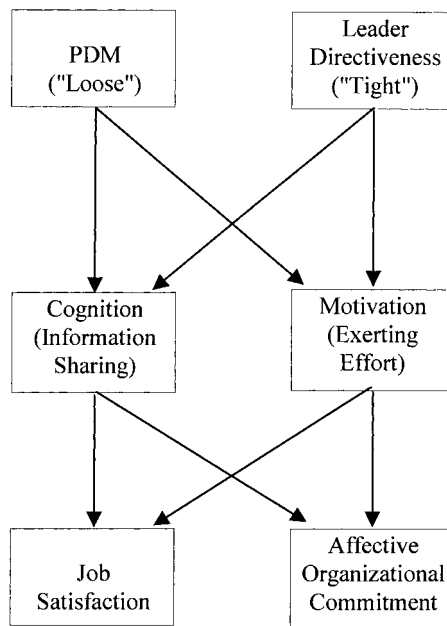 PDM
("Loose")
Leader
Directiveness
("Tight")
Cognition
(Information
Sharing)
Motivation
(Exerting
Effort)
Job
Satisfaction
Affective
Organizational
Commitment